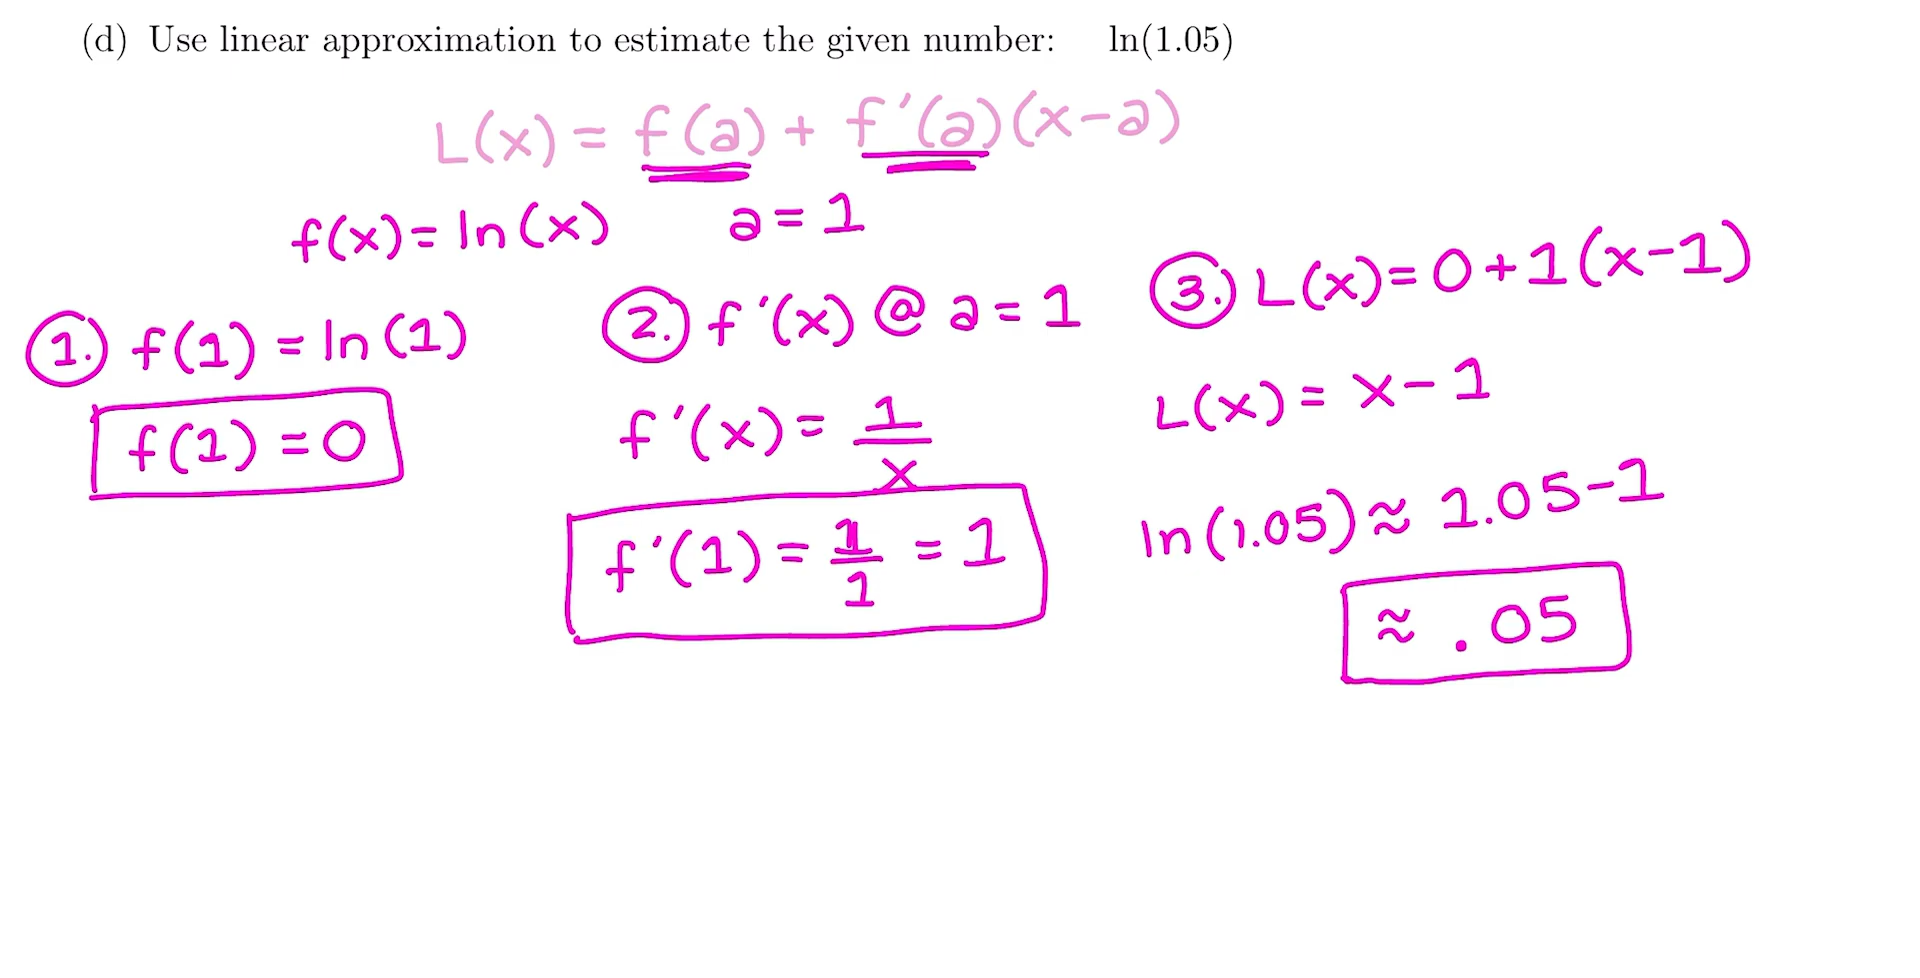 (d) Use linear approximation to estimate the given number: ln(1.05)
L(x) = f(a) + f'(a)(x-a)
f(x) = ln(x) a = 1
1. f(1) = ln(1)
f(1) = 0
2. f'(x) @ a = 1
f'(x) = 1/x
f'(1) = 1/1 = 1
3. L(x) = 0 + 1(x-1)
L(x) = x - 1
ln(1.05) ≈ 1.05-1
≈ .05